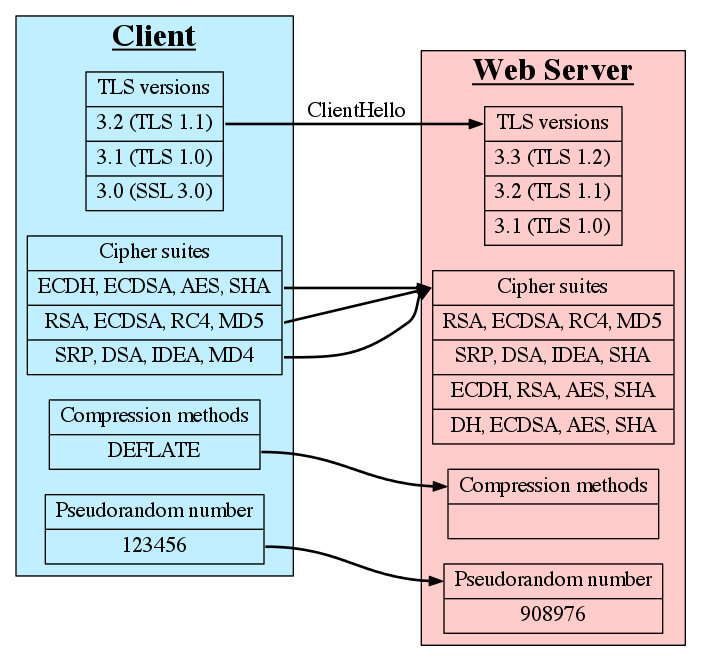 Client
TLS versions
3.2 (TLS 1.1)
3.1 (TLS 1.0)
3.0 (SSL 3.0)
Cipher suites
ECDH, ECDSA, AES, SHA
RSA, ECDSA, RC4, MD5
SRP, DSA, IDEA, MD4
Compression methods
DEFLATE
Pseudorandom number
123456
ClientHello
Web Server
TLS versions
3.3 (TLS 1.2)
3.2 (TLS 1.1)
3.1 (TLS 1.0)
Cipher suites
RSA, ECDSA, RC4, MD5
SRP, DSA, IDEA, SHA
ECDH, RSA, AES, SHA
DH, ECDSA, AES, SHA
Compression methods
Pseudorandom number
908976